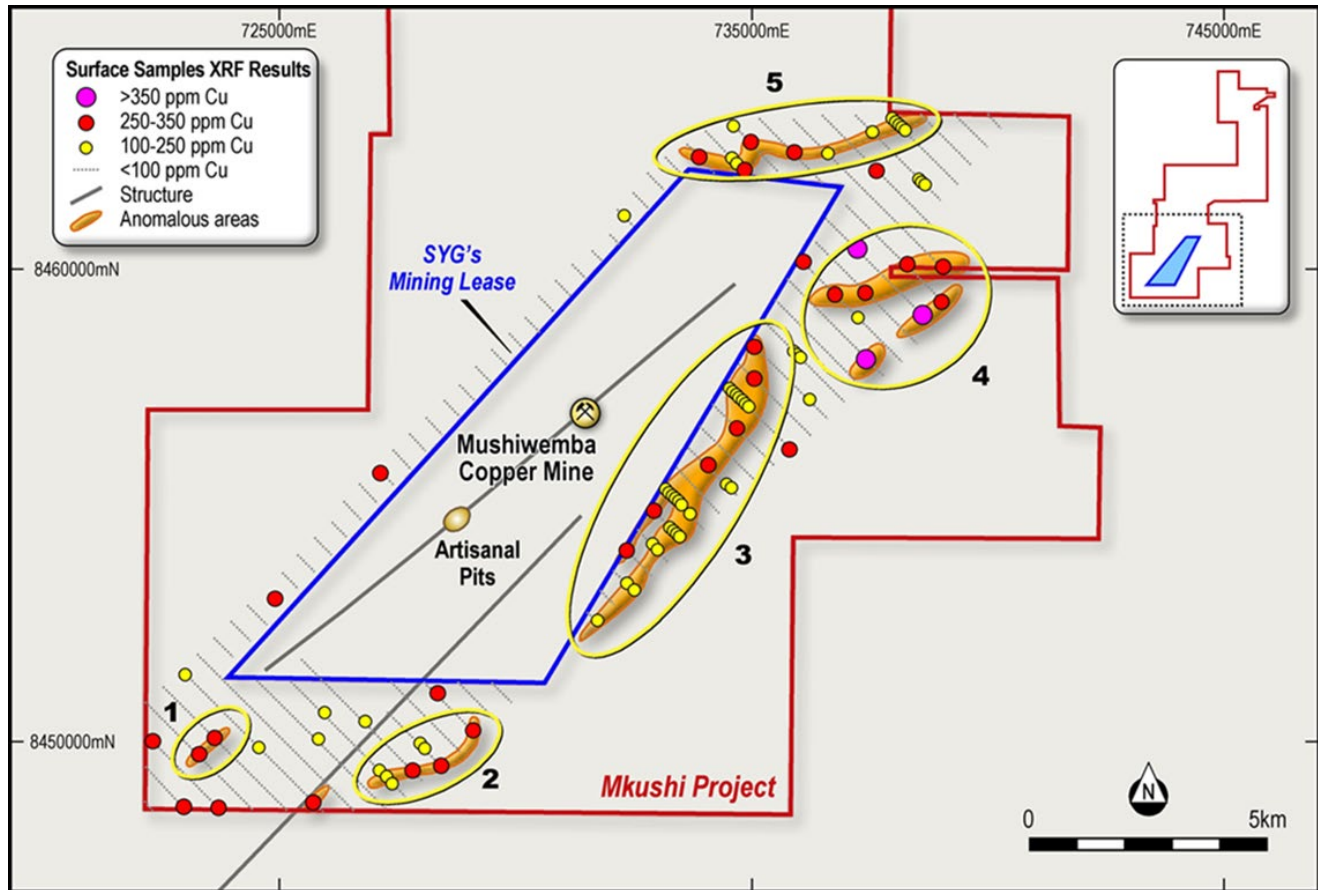 725000mE
735000mE
745000mE
Surface Samples XRF Results
>350 ppm Cu
250-350 ppm Cu
100-250 ppm Cu
<100 ppm Cu
Structure
Anomalous areas
5
8460000mN
SYG's
Mining Lease
4
Mushiwemba
Copper Mine
Artisanal
Pits
3
1
8450000mN
2
Mkushi Project
N
0
5km